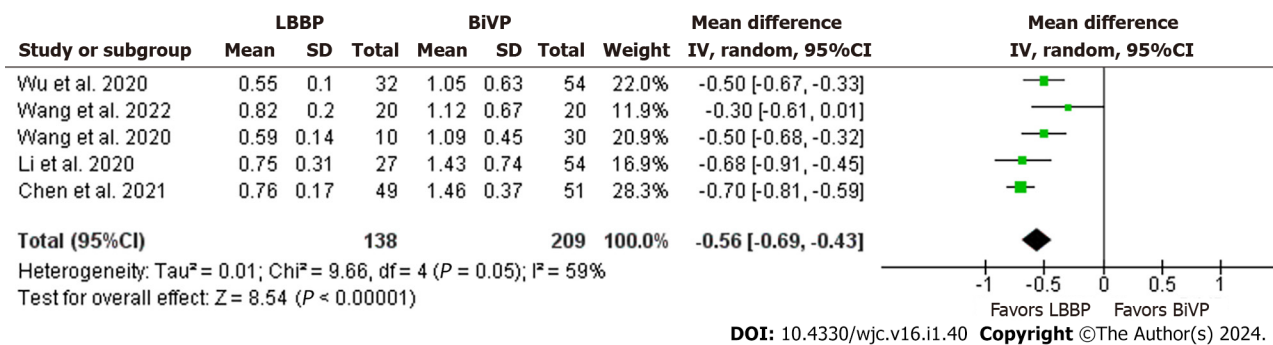 LBBP BiVP Mean difference Mean difference
Study or subgroup Mean SD Total Mean SD Total Weight IV, random, 95%CI IV, random, 95%CI
Wu et al. 2020 0.55 0.1 32 1.05 0.63 54 22.0% -0.50 [-0.67, -0.33]
Wang et al. 2022 0.82 0.2 20 1.12 0.67 20 11.9% -0.30 [-0.61, 0.01]
Wang et al. 2020 0.59 0.14 10 1.09 0.45 30 20.9% -0.50 [-0.68, -0.32]
Li et al. 2020 0.75 0.31 27 1.43 0.74 54 16.9% -0.68 [-0.91, -0.45]
Chen et al. 2021 0.76 0.17 49 1.46 0.37 51 28.3% -0.70 [-0.81, -0.59]
Total (95%CI) 138 209 100.0% -0.56 [-0.69, -0.43]
Heterogeneity: Tau² = 0.01; Chi² = 9.66, df = 4 (P = 0.05); I² = 59%
Test for overall effect: Z = 8.54 (P < 0.00001)
-1 -0.5 0 0.5 1
Favors LBBP Favors BiVP
DOI: 10.4330/wjc.v16.i1.40 Copyright ©The Author(s) 2024.